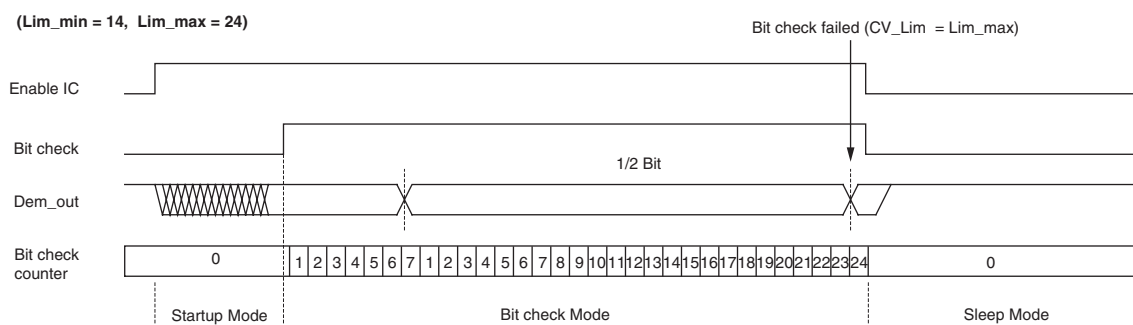 (Lim_min = 14, Lim_max = 24)
Bit check failed (CV_Lim = Lim_max)
Enable IC
Bit check
1/2 Bit
Dem_out
Bit check
counter
0 1 2 3 4 5 6 7 1 2 3 4 5 6 7 8 9 10 11 12 13 14 15 16 17 18 19 20 21 22 23 24 0
Startup Mode Bit check Mode Sleep Mode